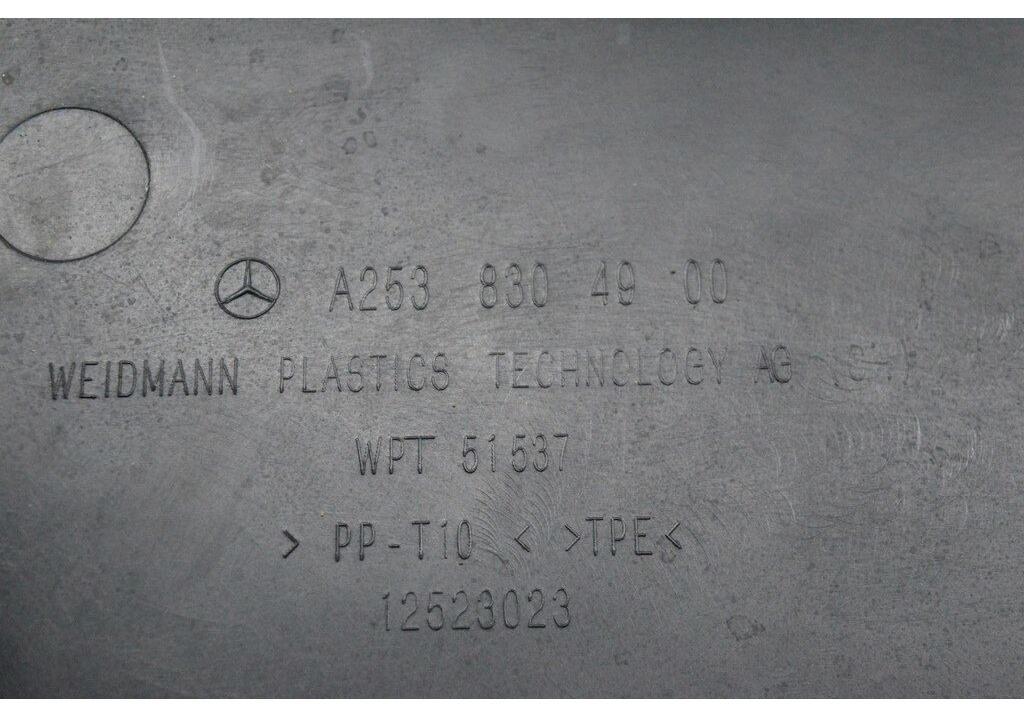 A253 830 49 00
WEIDMANN PLASTICS TECHNOLOGY AG
WPT 51537
> PP-T10 < >TPE<
12523023